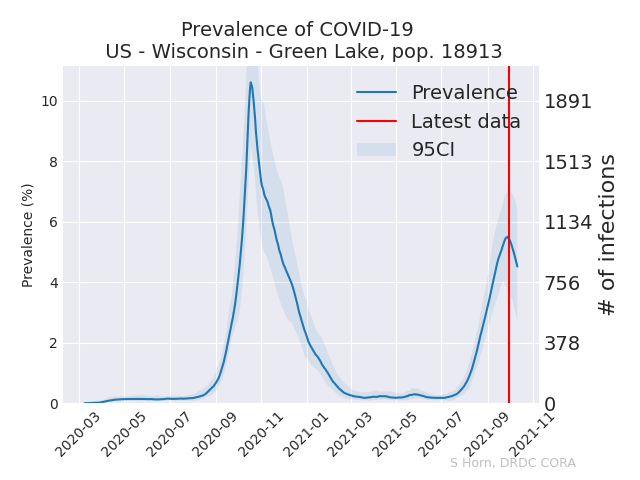 Prevalence of COVID-19
US - Wisconsin - Green Lake, pop. 18913
Prevalence
Latest data
95CI
Prevalence (%)
10
8
6
4
2
0
# of infections
1891
1513
1134
756
378
0
2020-03
2020-05
2020-07
2020-09
2020-11
2021-01
2021-03
2021-05
2021-07
2021-09
2021-11
S Horn, DRDC CORA